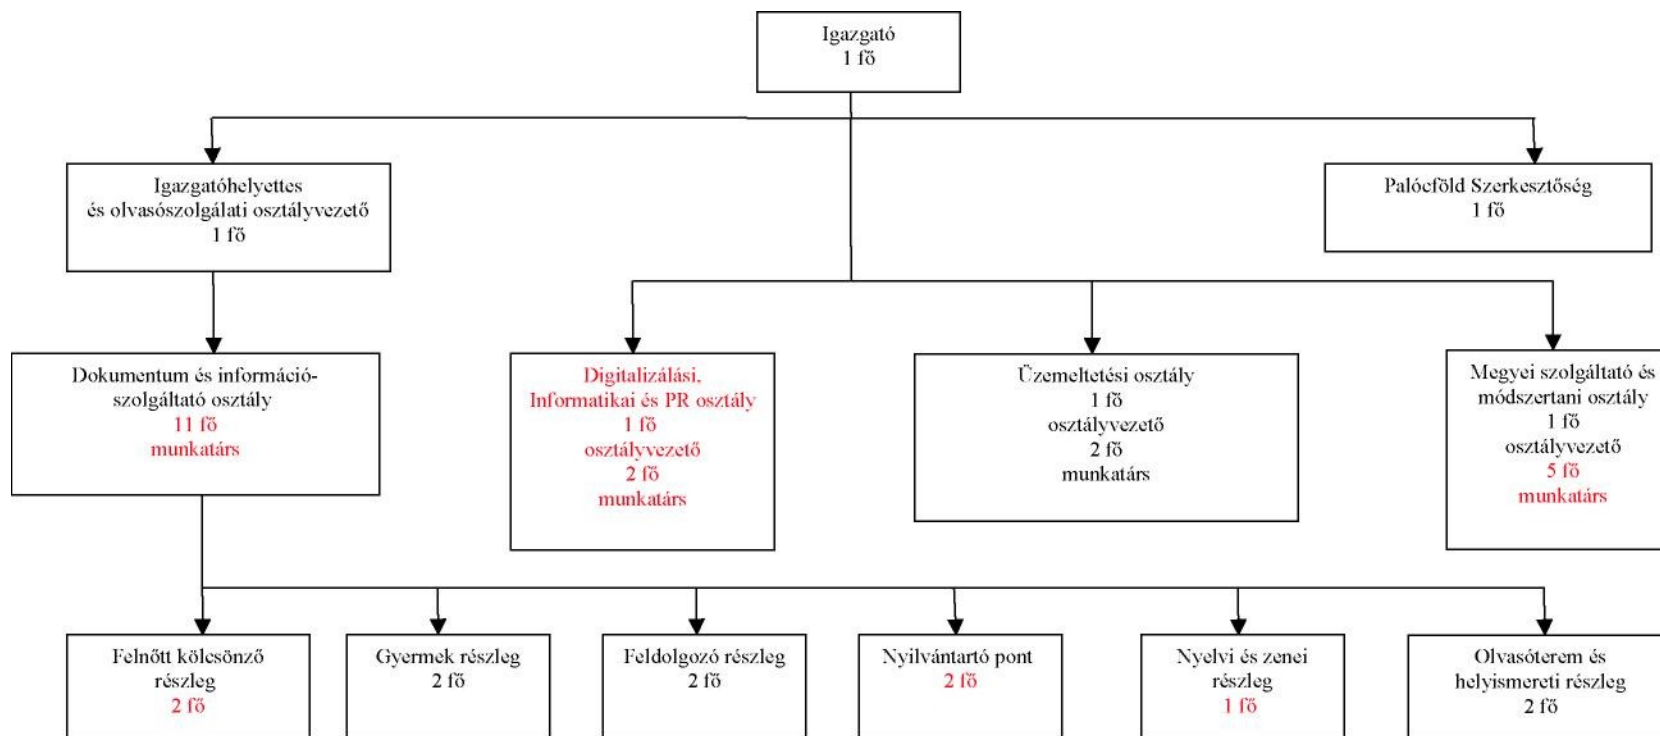 Igazgató
1 fő
Igazgatóhelyettes
és olvasószolgálati osztályvezető
1 fő
Palócföld Szerkesztőség
1 fő
Dokumentum és információ-
szolgáltató osztály
11 fő
munkatárs
Digitalizálási,
Informatikai és PR osztály
1 fő
osztályvezető
2 fő
munkatárs
Üzemeltetési osztály
1 fő
osztályvezető
2 fő
munkatárs
Megyei szolgáltató és
módszertani osztály
1 fő
osztályvezető
5 fő
munkatárs
Felnőtt kölcsönző
részleg
2 fő
Gyermek részleg
2 fő
Feldolgozó részleg
2 fő
Nyilvántartó pont
2 fő
Nyelvi és zenei
részleg
1 fő
Olvasóterem és
helyismereti részleg
2 fő